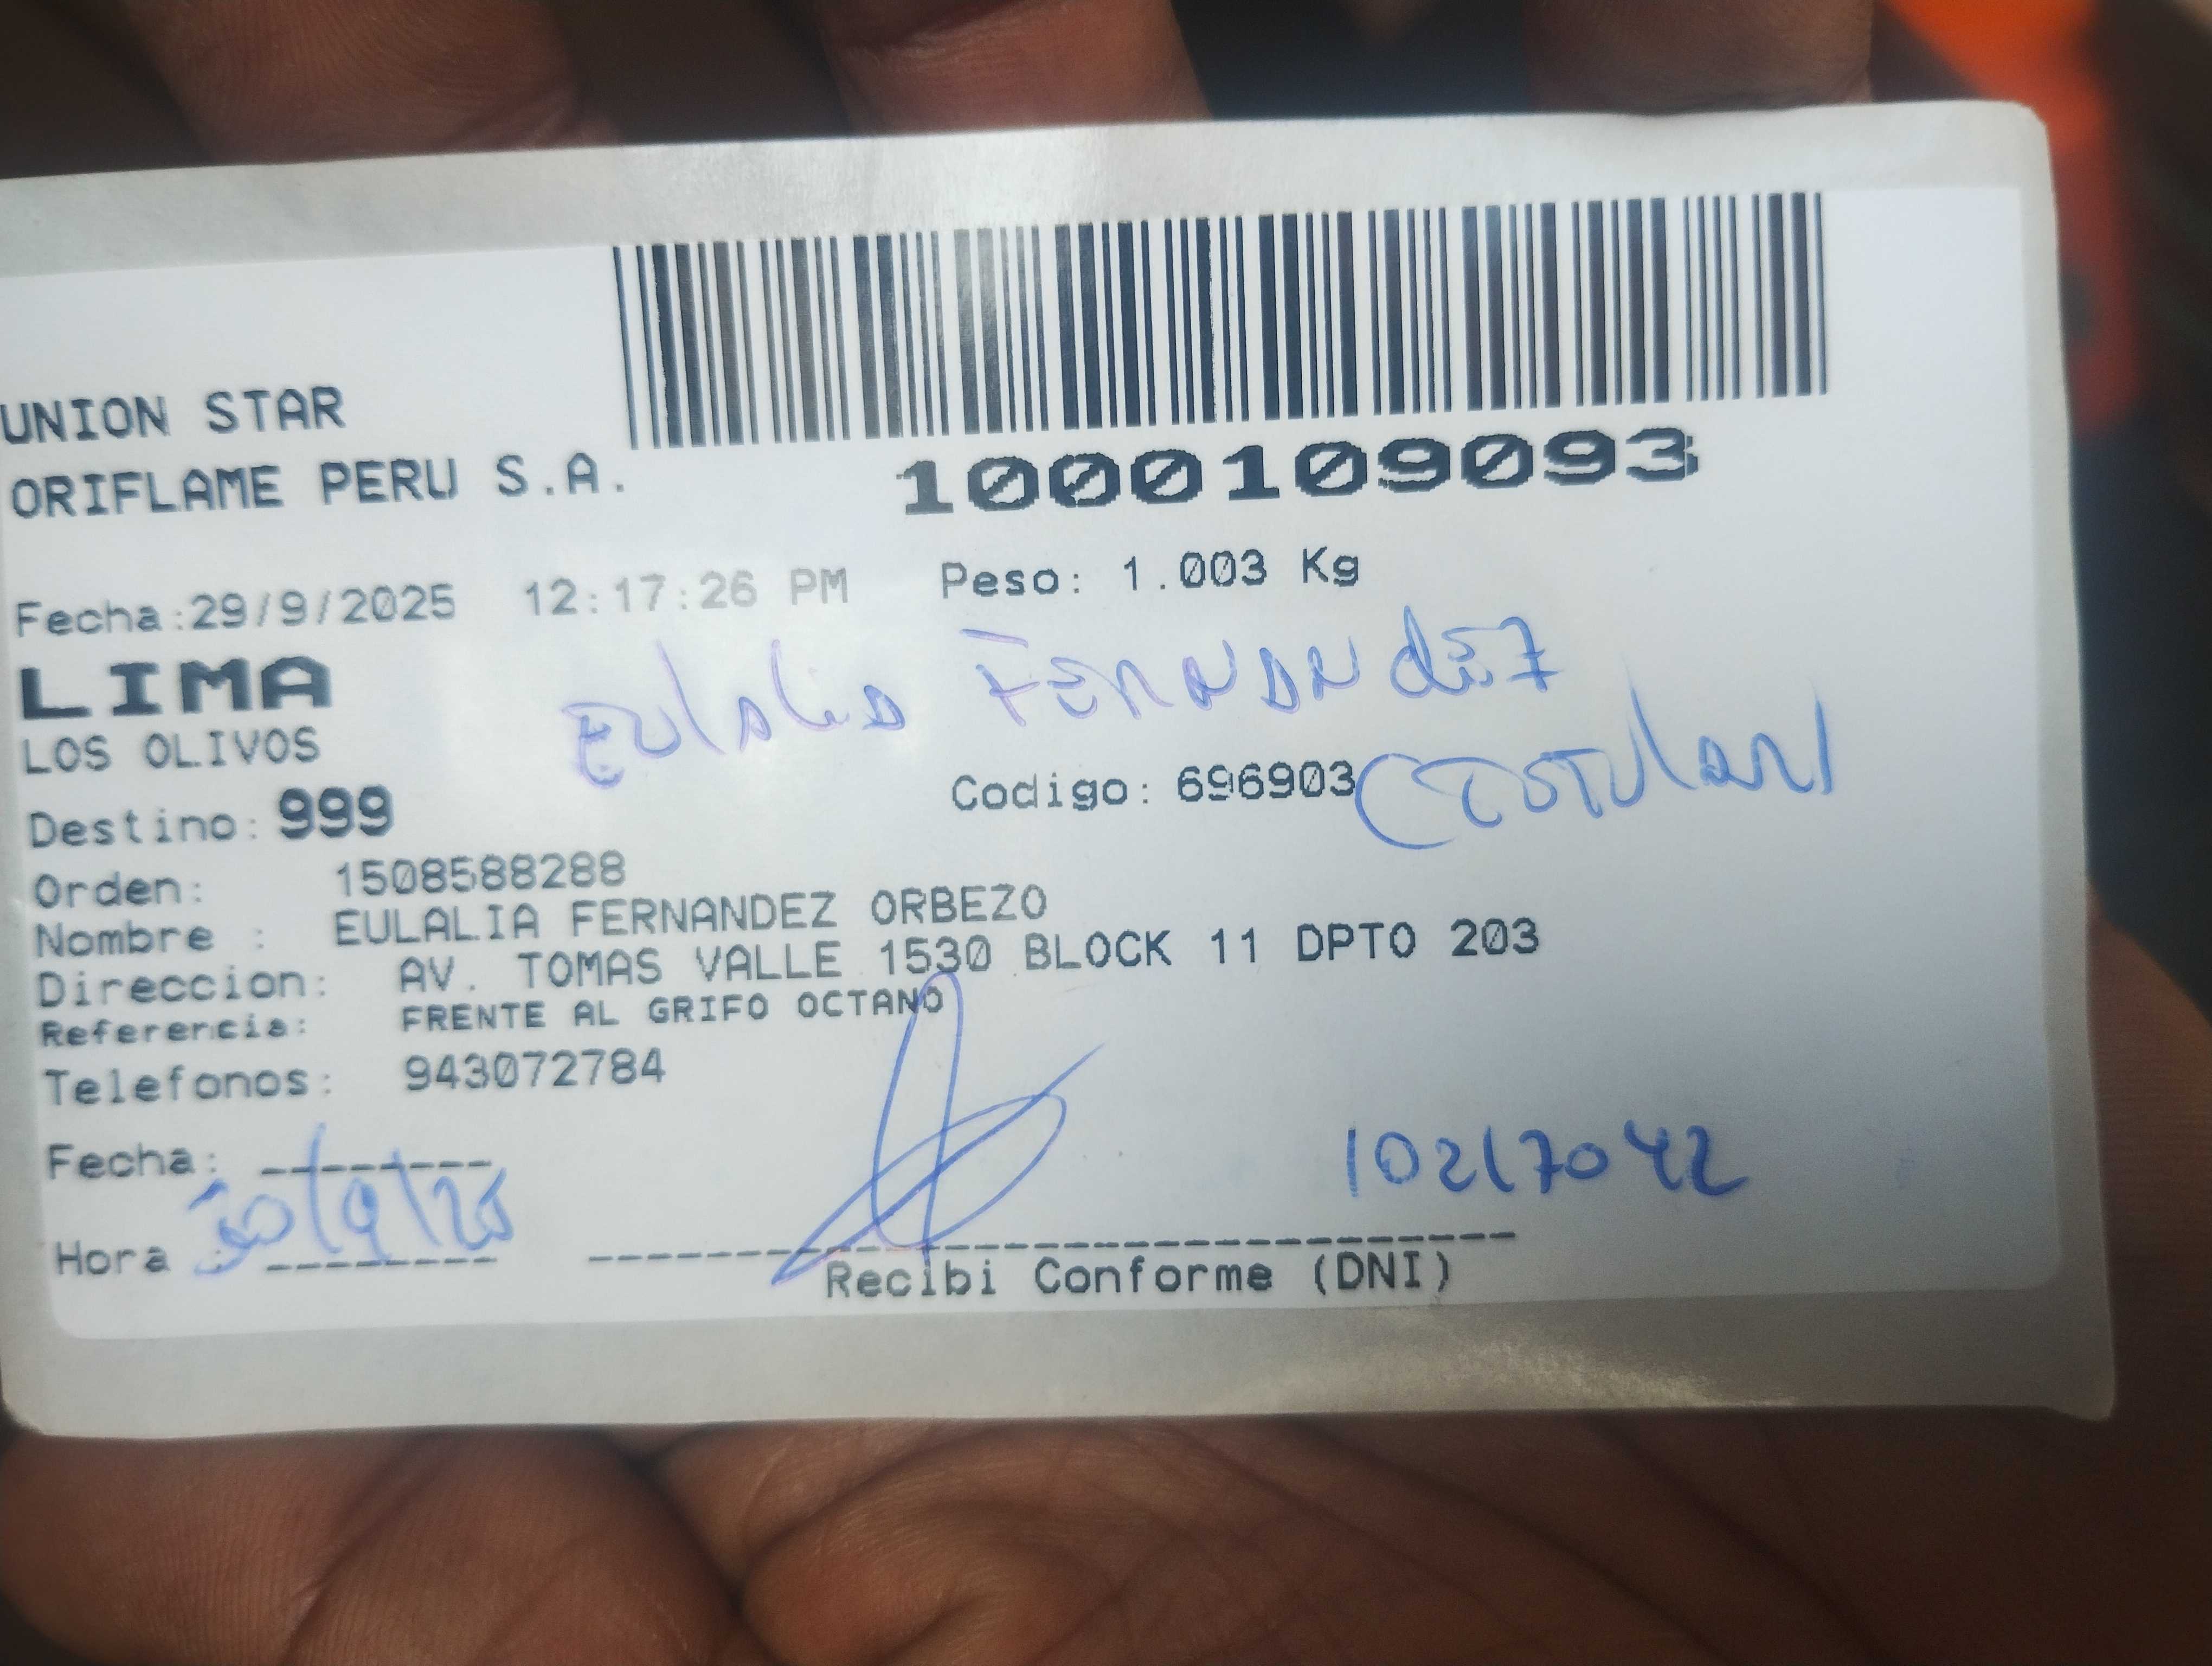 UNION STAR
ORIFLAME PERU S.A.
1000109093
Fecha:29/9/2025 12:17:26 PM Peso: 1.003 Kg
LIMA
Eulalia FERNANdEz
LOS OLIVOS
Destino: 999 Codigo: 696903 (TITULAR)
Orden: 1508588288
Nombre : EULALIA FERNANDEZ ORBEZO
Direccion: AV. TOMAS VALLE 1530 BLOCK 11 DPTO 203
Referencia: FRENTE AL GRIFO OCTANO
Telefonos: 943072784
Fecha: 30/9/25
10217042
Hora :
Recibi Conforme (DNI)